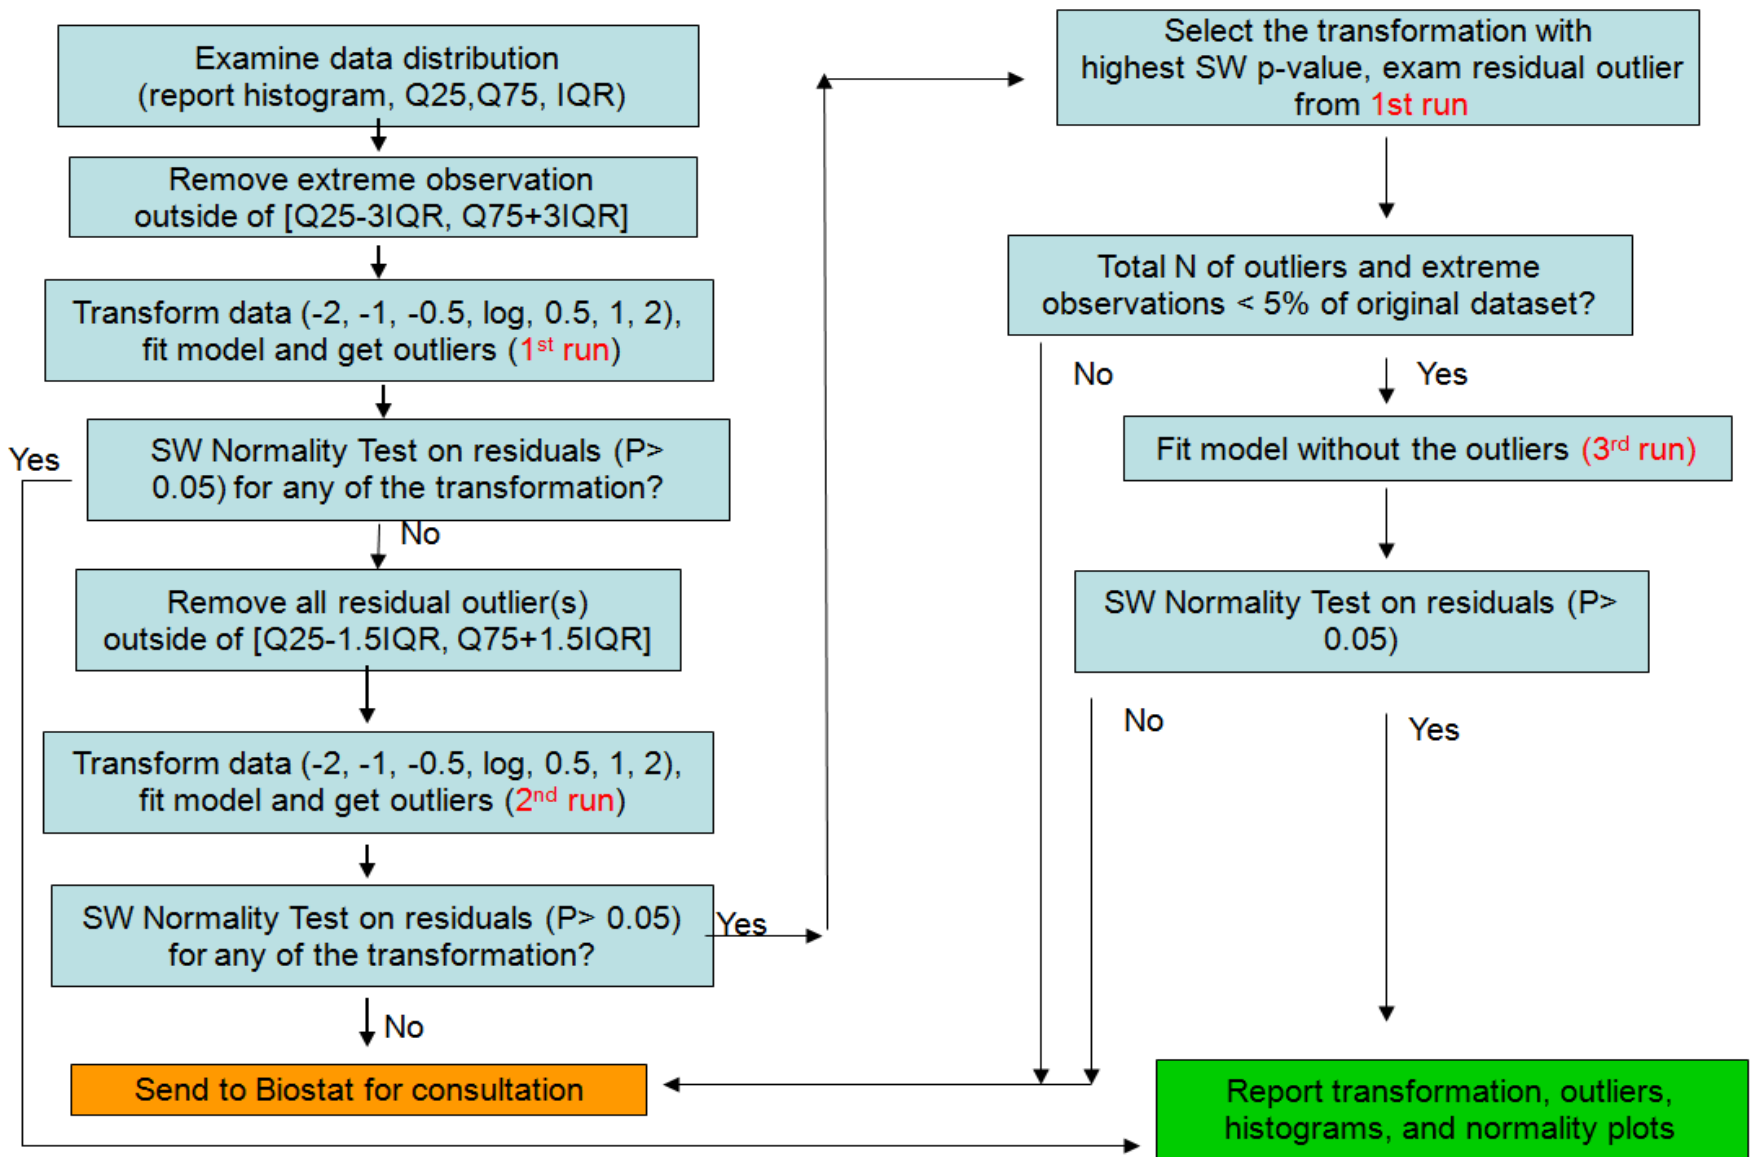 Examine data distribution
(report histogram, Q25,Q75, IQR)
Remove extreme observation
outside of [Q25-3IQR, Q75+3IQR]
Transform data (-2, -1, -0.5, log, 0.5, 1, 2),
fit model and get outliers (1st run)
SW Normality Test on residuals (P>
0.05) for any of the transformation?
Yes
No
Remove all residual outlier(s)
outside of [Q25-1.5IQR, Q75+1.5IQR]
Transform data (-2, -1, -0.5, log, 0.5, 1, 2),
fit model and get outliers (2nd run)
SW Normality Test on residuals (P> 0.05)
for any of the transformation?
Yes
No
Send to Biostat for consultation
Select the transformation with
highest SW p-value, exam residual outlier
from 1st run
Total N of outliers and extreme
observations < 5% of original dataset?
No
Yes
Fit model without the outliers (3rd run)
SW Normality Test on residuals (P>
0.05)
No
Yes
Report transformation, outliers,
histograms, and normality plots